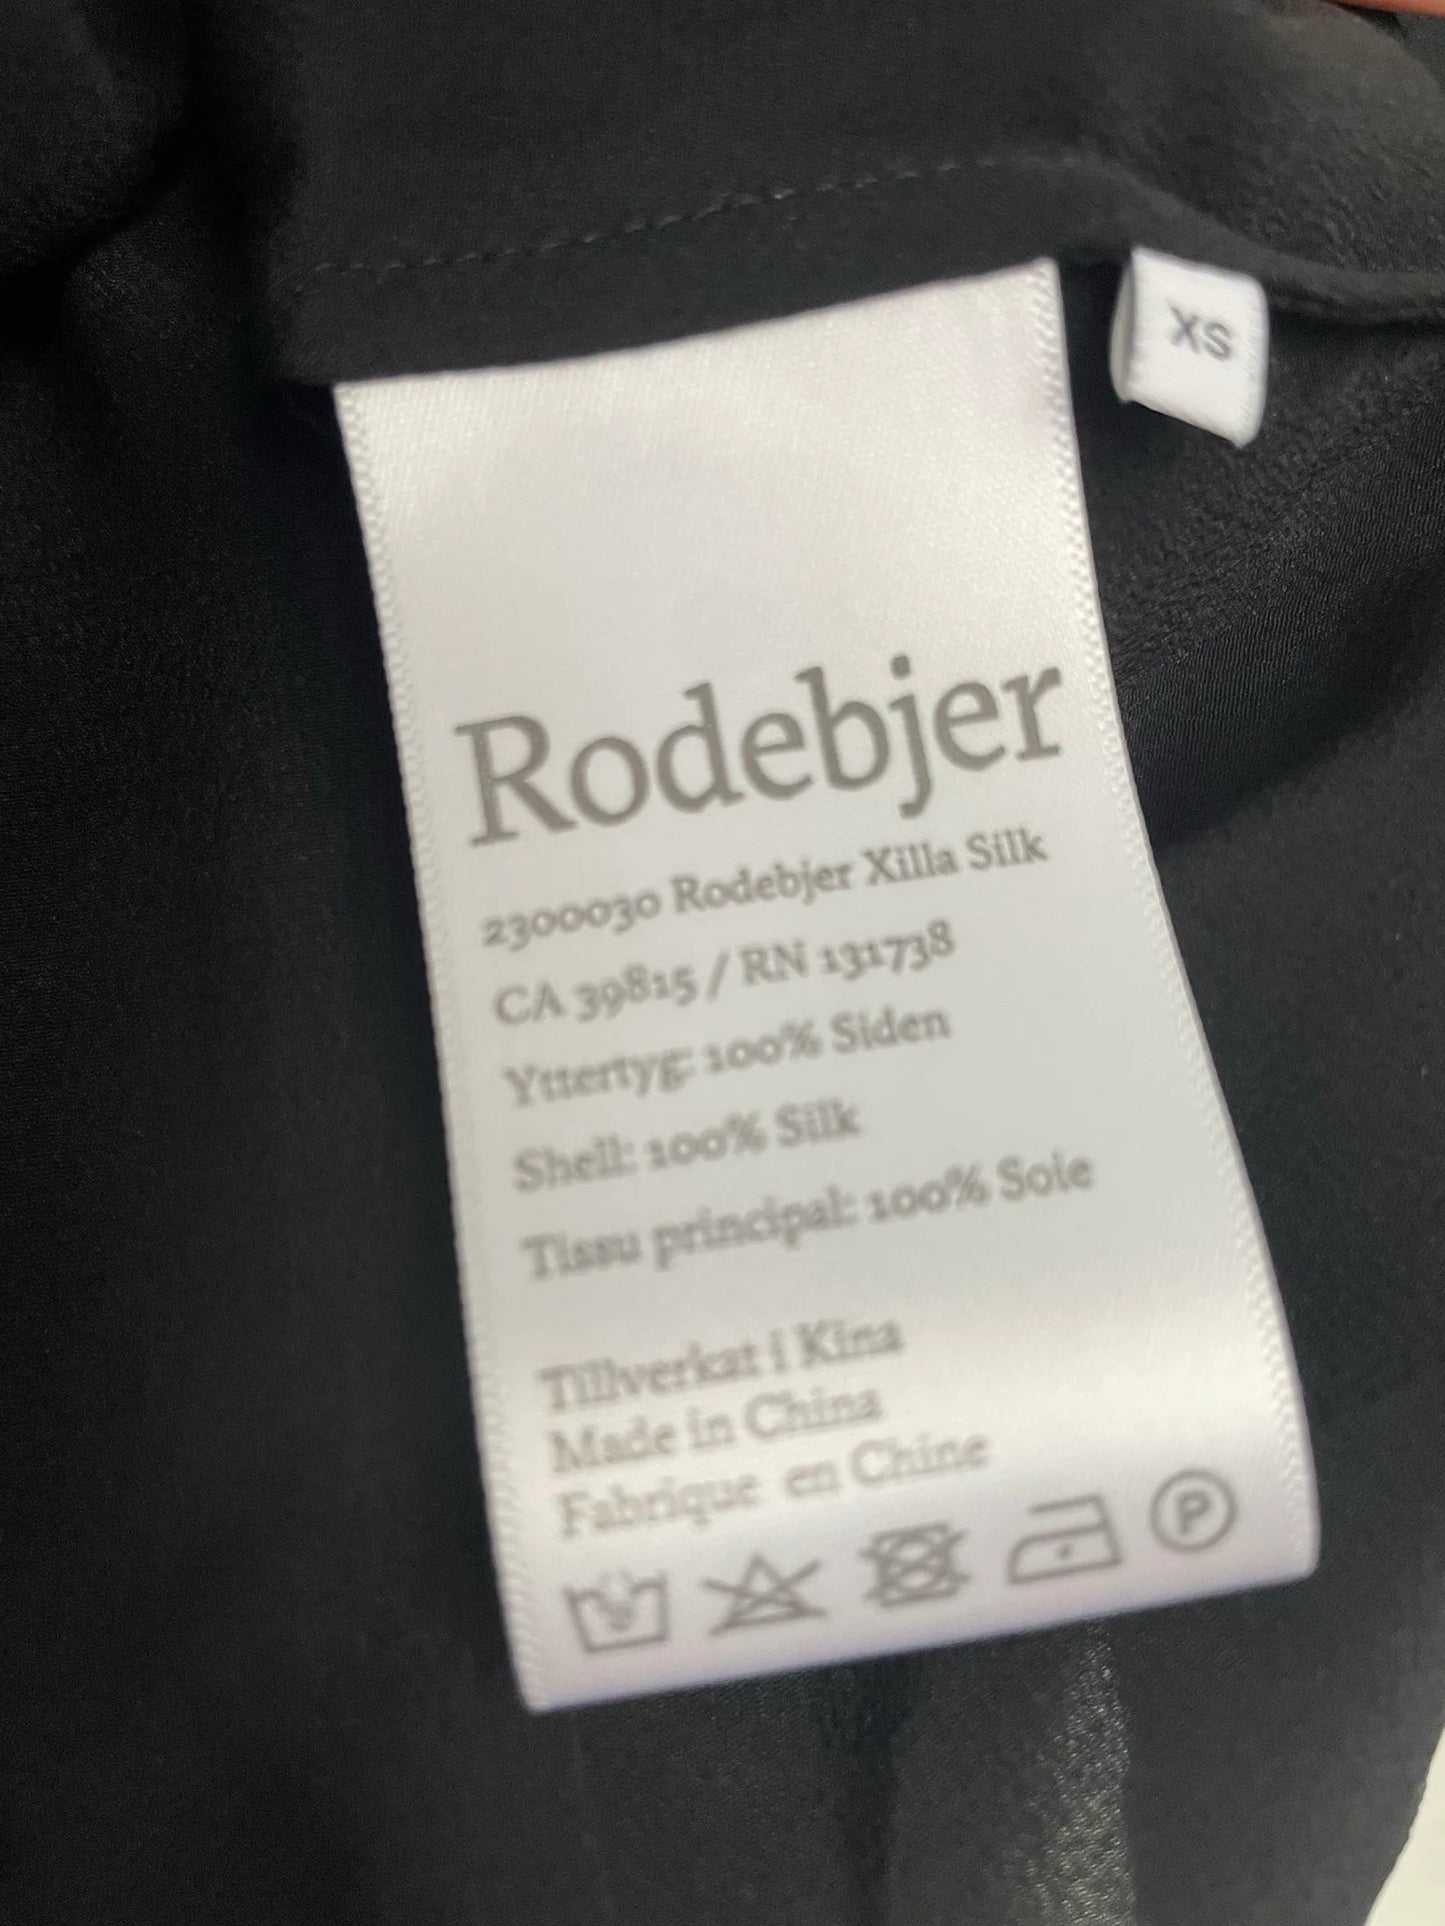 XS
Rodebjer
2300030 Rodebjer Xilla Silk
CA 39815 / RN 131738
Yttertyg: 100% Siden
Shell: 100% Silk
Tissu principal: 100% Soie
Tillverkat i Kina
Made in China
Fabrique en Chine
P